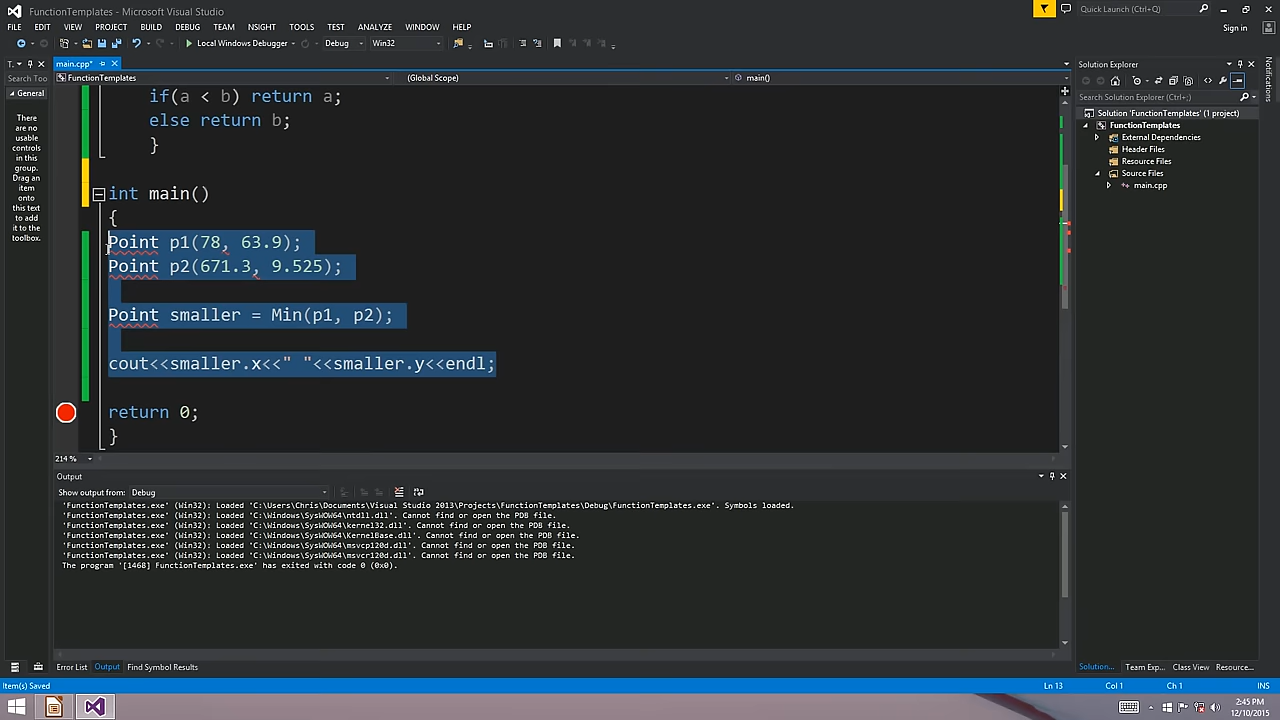 FunctionTemplates - Microsoft Visual Studio
Quick Launch (Ctrl+Q)
FILE EDIT VIEW PROJECT BUILD DEBUG TEAM NSIGHT TOOLS TEST ANALYZE WINDOW HELP
Sign in
Local Windows Debugger Debug Win32
T... main.cpp*
Solution Explorer
Search Too
FunctionTemplates (Global Scope) main()
General
There
are no
usable
controls
in this
group.
Drag an
item
onto
this text
to add
it to the
toolbox.
if(a < b) return a;
else return b;
}
int main()
{
Point p1(78, 63.9);
Point p2(671.3, 9.525);
Point smaller = Min(p1, p2);
cout<<smaller.x<<" "<<smaller.y<<endl;
return 0;
}
Search Solution Explorer (Ctrl+;)
Solution 'FunctionTemplates' (1 project)
FunctionTemplates
External Dependencies
Header Files
Resource Files
Source Files
main.cpp
Notifications
214 %
Output
Show output from: Debug
'FunctionTemplates.exe' (Win32): Loaded 'C:\Users\Chris\Documents\Visual Studio 2013\Projects\FunctionTemplates\Debug\FunctionTemplates.exe'. Symbols loaded.
'FunctionTemplates.exe' (Win32): Loaded 'C:\Windows\SysWOW64\ntdll.dll'. Cannot find or open the PDB file.
'FunctionTemplates.exe' (Win32): Loaded 'C:\Windows\SysWOW64\kernel32.dll'. Cannot find or open the PDB file.
'FunctionTemplates.exe' (Win32): Loaded 'C:\Windows\SysWOW64\KernelBase.dll'. Cannot find or open the PDB file.
'FunctionTemplates.exe' (Win32): Loaded 'C:\Windows\SysWOW64\msvcp120d.dll'. Cannot find or open the PDB file.
'FunctionTemplates.exe' (Win32): Loaded 'C:\Windows\SysWOW64\msvcr120d.dll'. Cannot find or open the PDB file.
The program '[1468] FunctionTemplates.exe' has exited with code 0 (0x0).
Error List Output Find Symbol Results
Solution... Team Exp... Class View Resource...
Item(s) Saved
Ln 13 Col 1 Ch 1 INS
2:45 PM
12/10/2015